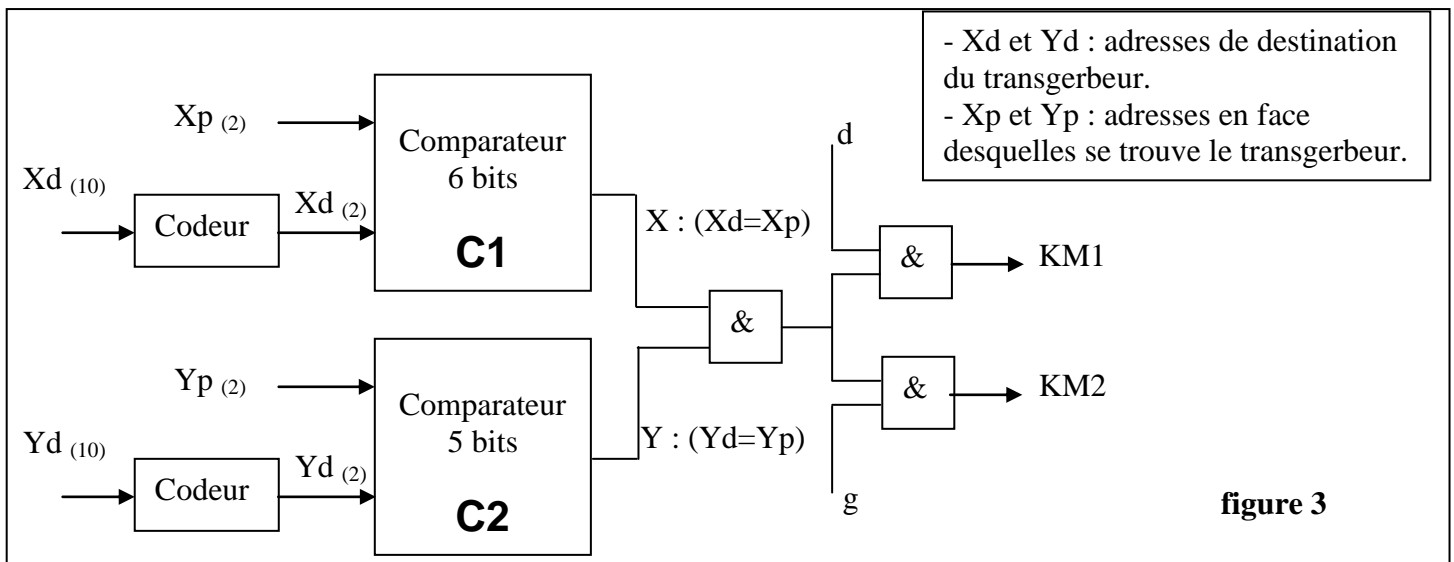 - Xd et Yd : adresses de destination
du transgerbeur.
- Xp et Yp : adresses en face
desquelles se trouve le transgerbeur.
Xp (2)
Xd (10)
Codeur
Xd (2)
Comparateur
6 bits
C1
X : (Xd=Xp)
d
&
KM1
&
Yp (2)
Yd (10)
Codeur
Yd (2)
Comparateur
5 bits
C2
Y : (Yd=Yp)
&
KM2
g
figure 3